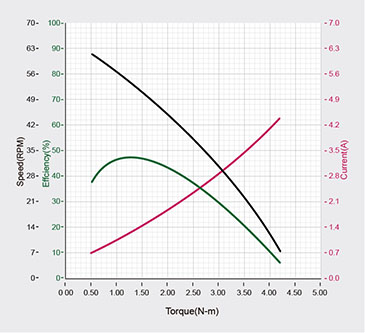 70- 100- -7.0
63- 90- -6.3
56- 80- -5.6
49- 70- -4.9
42- 60- -4.2
35- 50- -3.5
28- 40- -2.8
21- 30- -2.1
14- 20- -1.4
7- 10- -0.7
0- 0- -0.0
Speed(RPM)
Efficiency(%)
Current(A)
0 00 0.50 1.00 1.50 2.00 2.50 3.00 3.50 4.00 4.50 5.00
Torque(N-m)